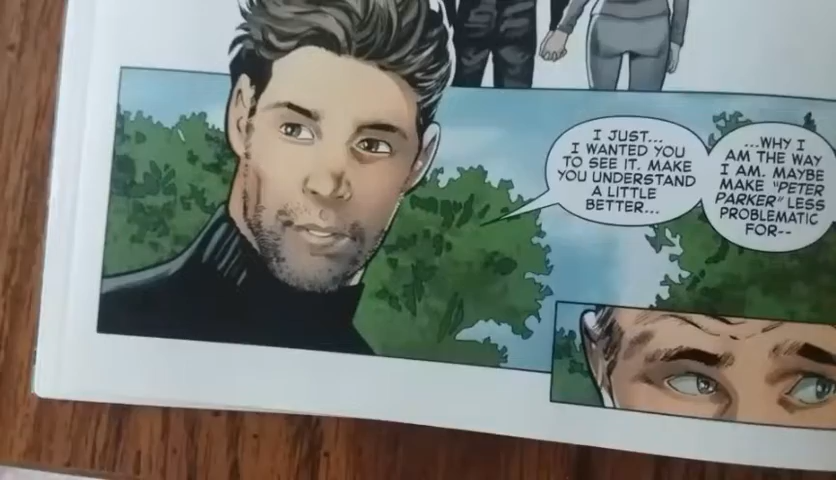 I JUST...
I WANTED YOU
TO SEE IT. MAKE
YOU UNDERSTAND
A LITTLE
BETTER...
...WHY I
AM THE WAY
I AM. MAYBE
MAKE "PETER
PARKER" LESS
PROBLEMATIC
FOR--